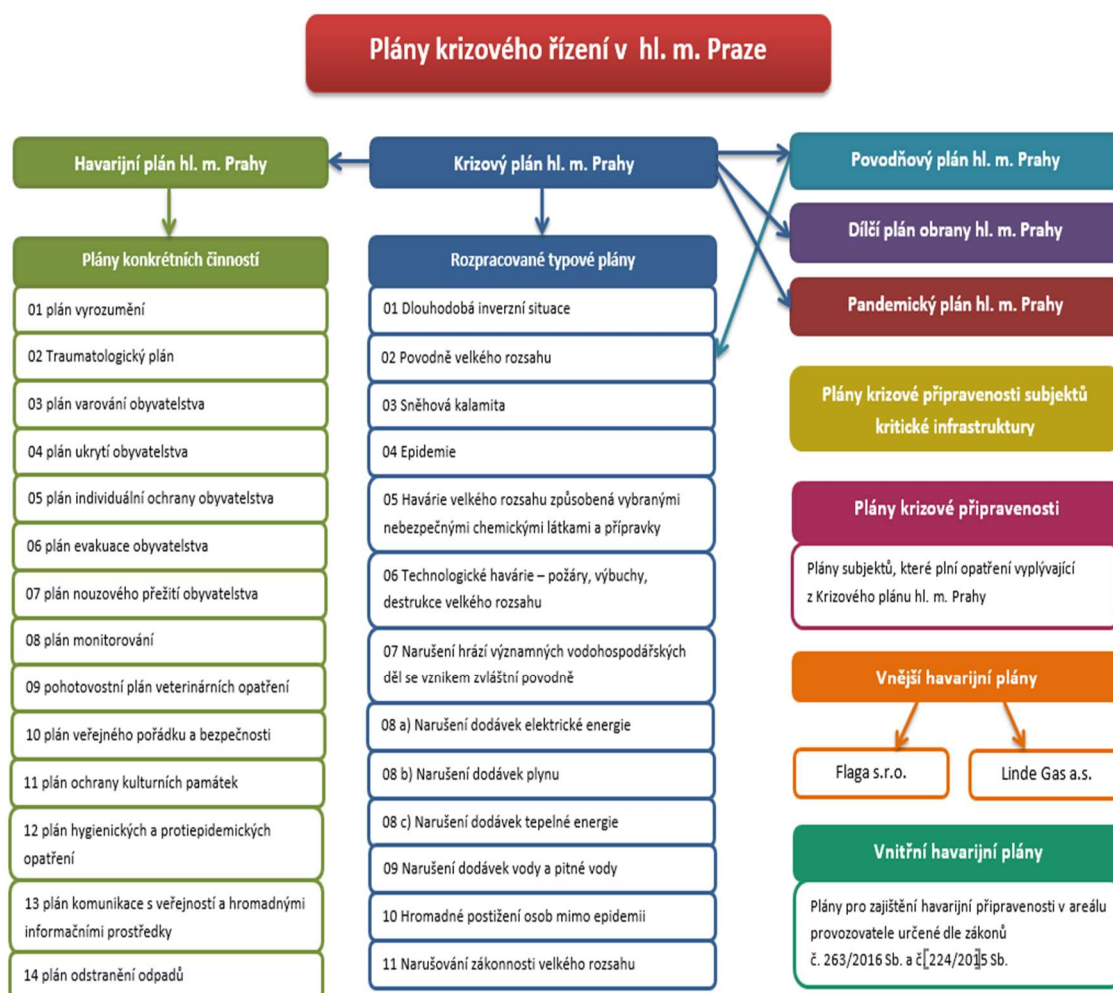 Plány krizového řízení v hl. m. Praze
Havarijní plán hl. m. Prahy
Plány konkrétních činností
01 plán vyrozumění
02 Traumatologický plán
03 plán varování obyvatelstva
04 plán ukrytí obyvatelstva
05 plán individuální ochrany obyvatelstva
06 plán evakuace obyvatelstva
07 plán nouzového přežití obyvatelstva
08 plán monitorování
09 pohotovostní plán veterinárních opatření
10 plán veřejného pořádku a bezpečnosti
11 plán ochrany kulturních památek
12 plán hygienických a protiepidemických
opatření
13 plán komunikace s veřejností a hromadnými
informačními prostředky
14 plán odstranění odpadů
Krizový plán hl. m. Prahy
Rozpracované typové plány
01 Dlouhodobá inverzní situace
02 Povodně velkého rozsahu
03 Sněhová kalamita
04 Epidemie
05 Havárie velkého rozsahu způsobená vybranými
nebezpečnými chemickými látkami a přípravky
06 Technologické havárie – požáry, výbuchy,
destrukce velkého rozsahu
07 Narušení hrází významných vodohospodářských
děl se vznikem zvláštní povodně
08 a) Narušení dodávek elektrické energie
08 b) Narušení dodávek plynu
08 c) Narušení dodávek tepelné energie
09 Narušení dodávek vody a pitné vody
10 Hromadné postižení osob mimo epidemii
11 Narušování zákonnosti velkého rozsahu
Povodňový plán hl. m. Prahy
Dílčí plán obrany hl. m. Prahy
Pandemický plán hl. m. Prahy
Plány krizové připravenosti subjektů
kritické infrastruktury
Plány krizové připravenosti
Plány subjektů, které plní opatření vyplývající
z Krizového plánu hl. m. Prahy
Vnější havarijní plány
Flaga s.r.o.
Linde Gas a.s.
Vnitřní havarijní plány
Plány pro zajištění havarijní připravenosti v areálu
provozovatele určené dle zákonů
č. 263/2016 Sb. a č[224/201]5 Sb.